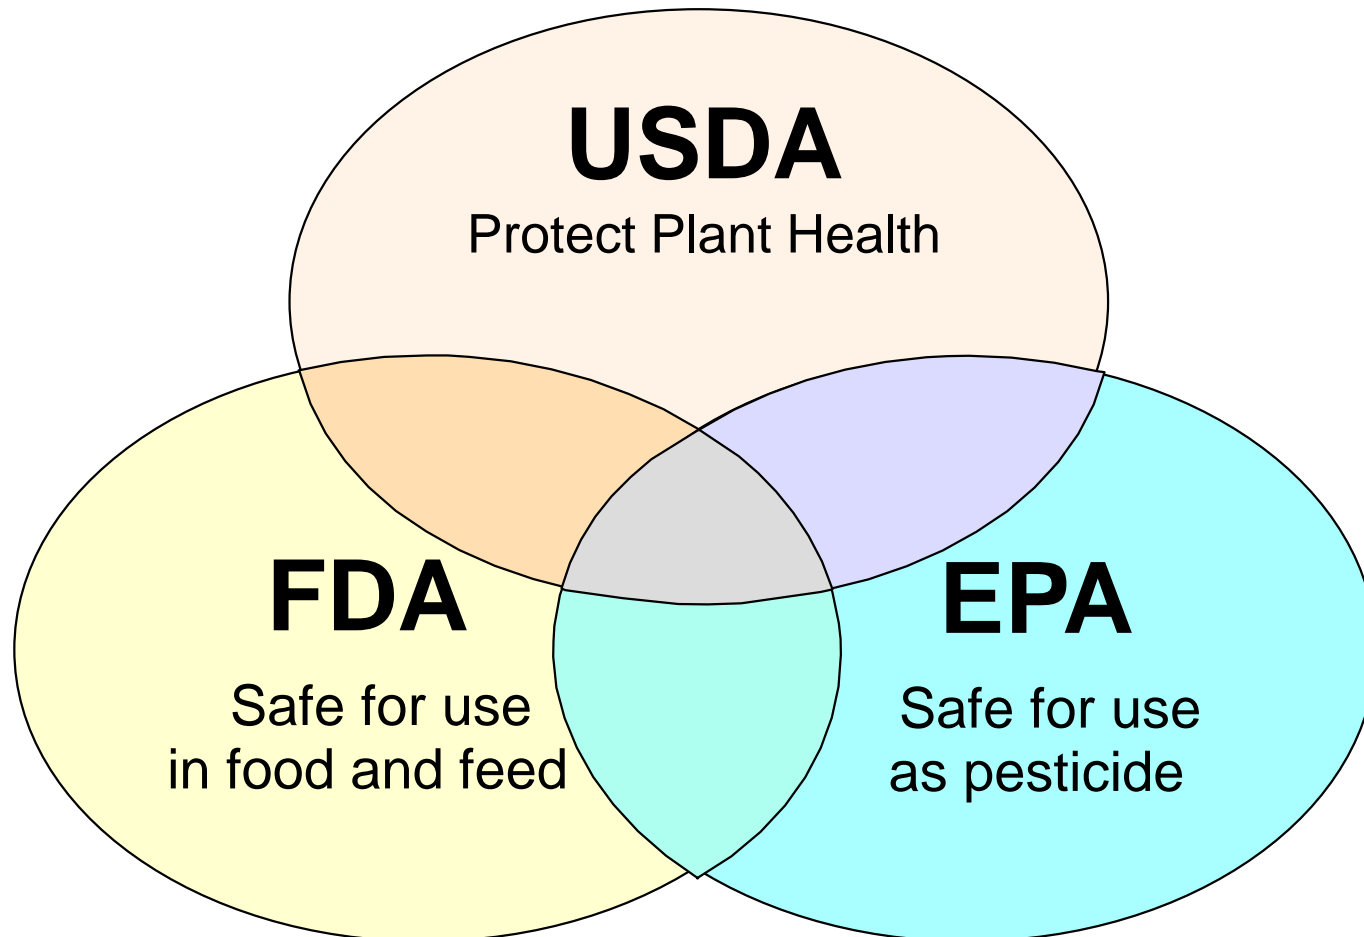 USDA
Protect Plant Health
FDA
Safe for use
in food and feed
EPA
Safe for use
as pesticide